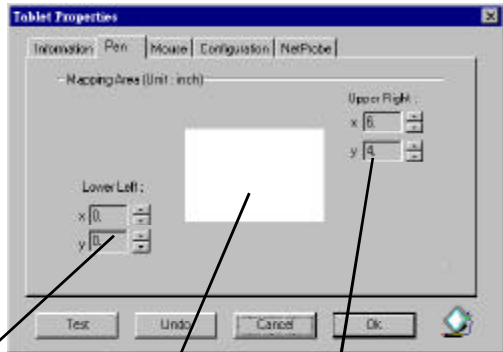 Tablet Properties
Information Pen Mouse Configuration NetProbe
Mapping Area (Unit : inch)
Upper Right :
x 6.
y 4.
Lower Left :
x 0.
y 0.
Test Undo Cancel Ok